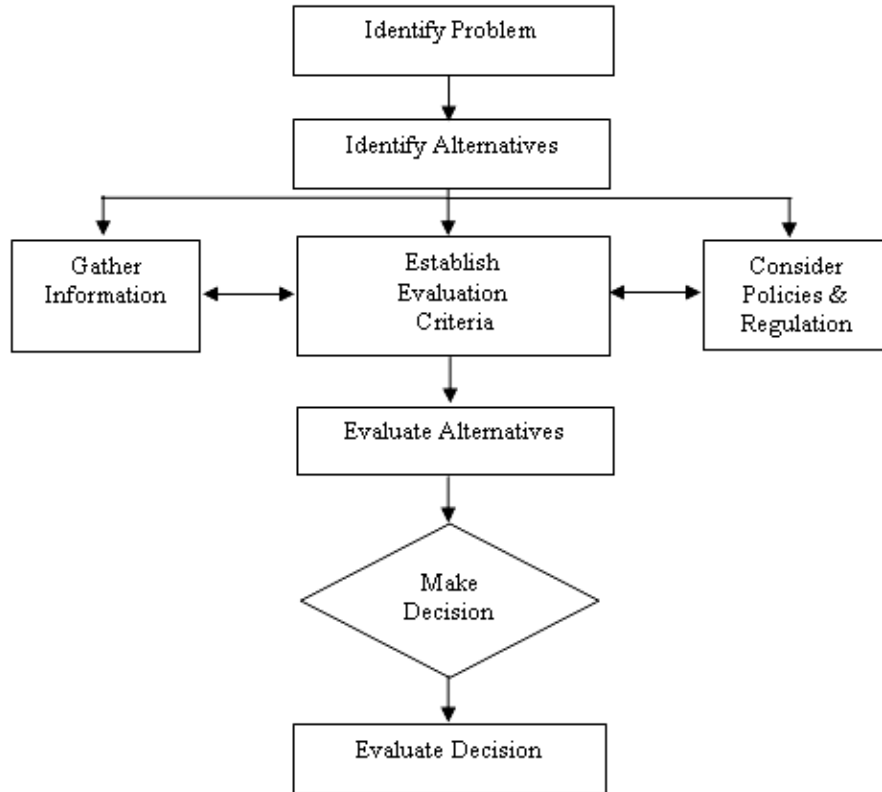 Identify Problem
Identify Alternatives
Gather
Information
Establish
Evaluation
Criteria
Consider
Policies &
Regulation
Evaluate Alternatives
Make
Decision
Evaluate Decision